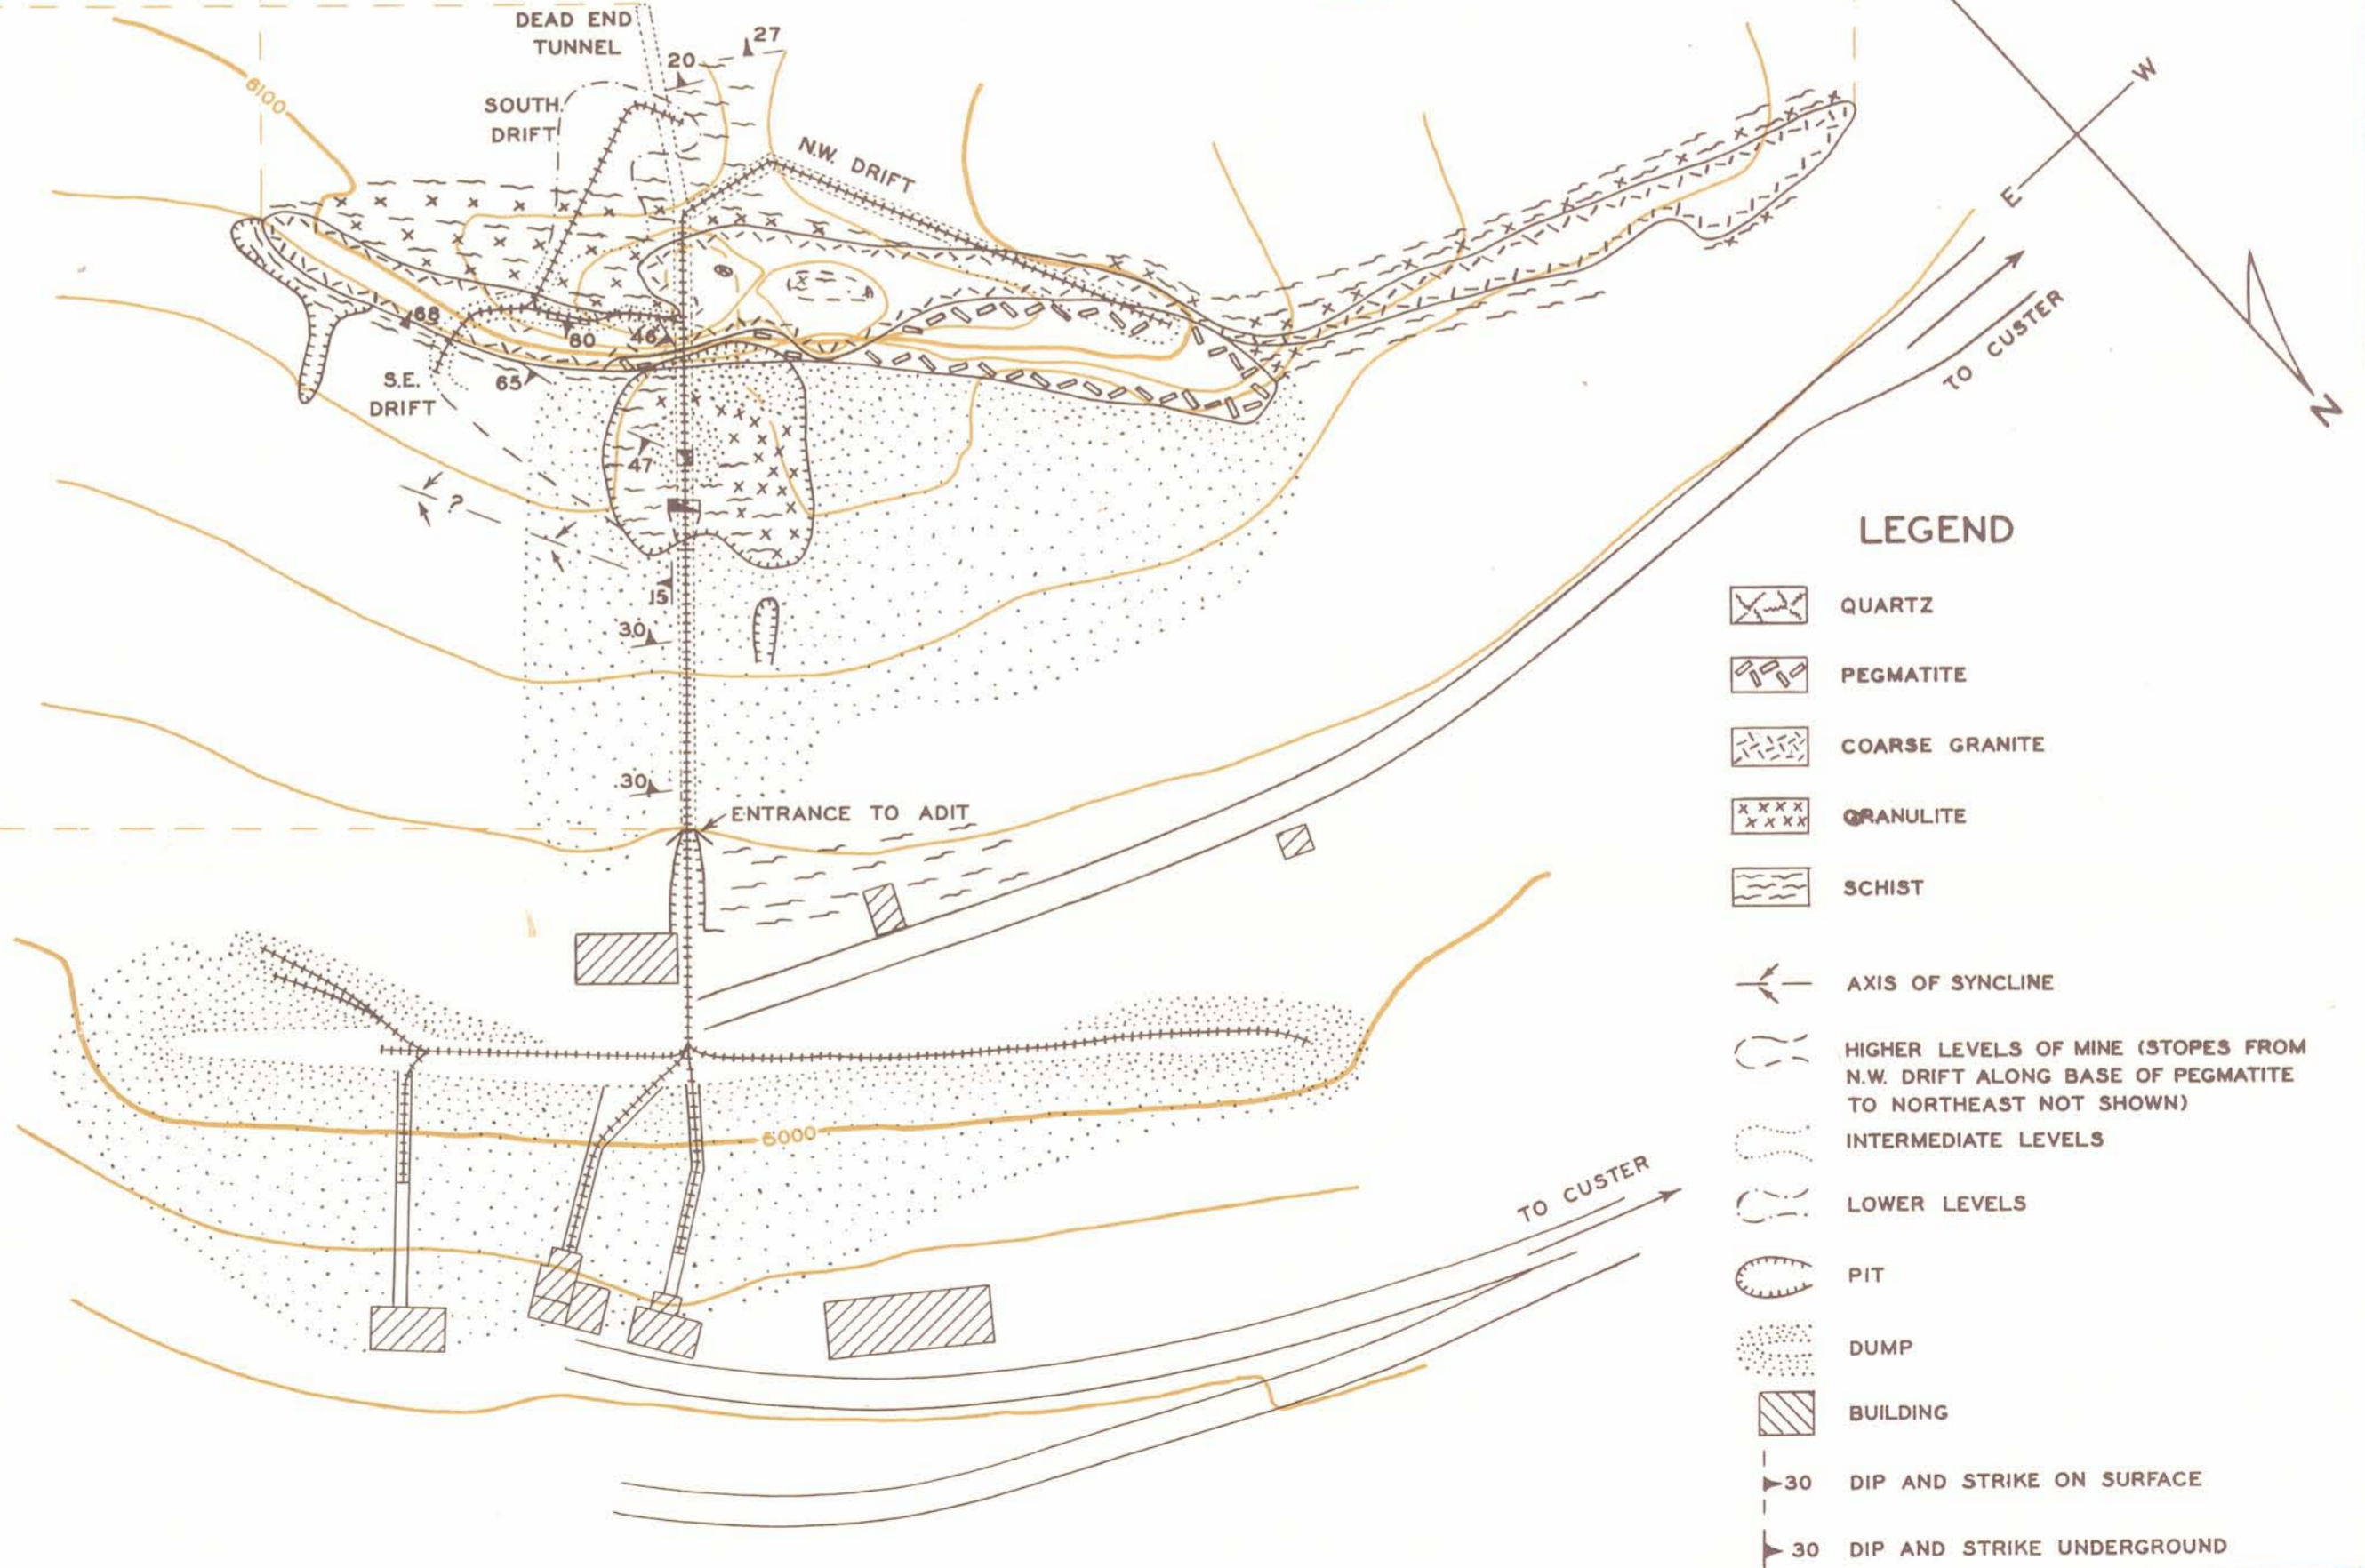 DEAD END
TUNNEL
27
20
8100
SOUTH
DRIFT
N.W. DRIFT
W
E
N
TO CUSTER
68
80
46
S.E.
DRIFT
65
47
?
15
30
30
ENTRANCE TO ADIT
6000
TO CUSTER
LEGEND
QUARTZ
PEGMATITE
COARSE GRANITE
GRANULITE
SCHIST
AXIS OF SYNCLINE
HIGHER LEVELS OF MINE (STOPES FROM
N.W. DRIFT ALONG BASE OF PEGMATITE
TO NORTHEAST NOT SHOWN)
INTERMEDIATE LEVELS
LOWER LEVELS
PIT
DUMP
BUILDING
30 DIP AND STRIKE ON SURFACE
30 DIP AND STRIKE UNDERGROUND